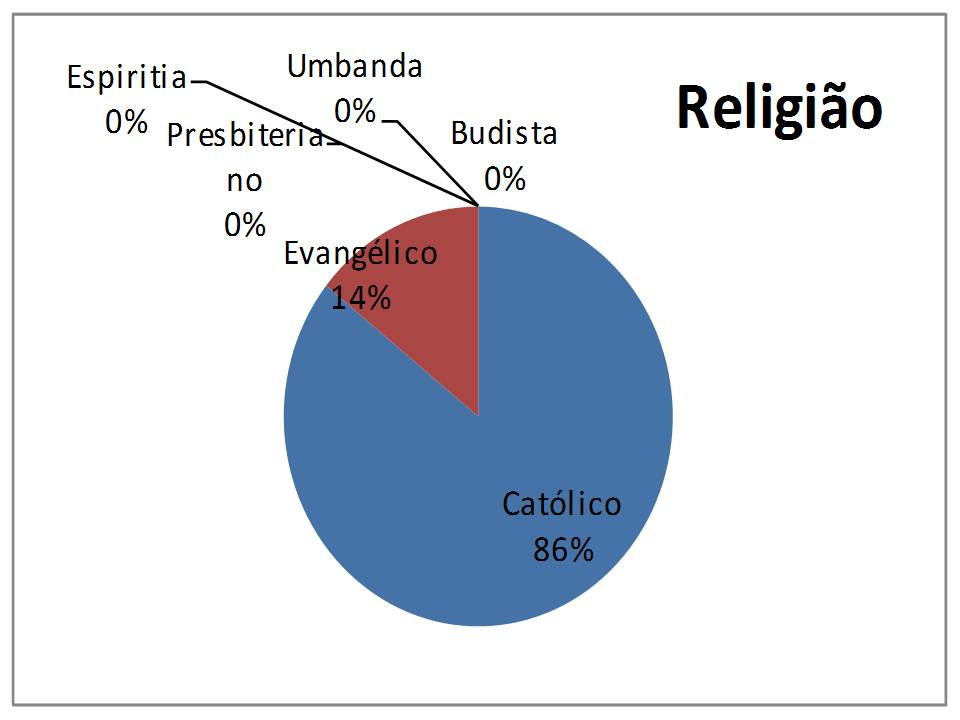 Religião
Espiritia
0%
Umbanda
0%
Presbiteria
no
0%
Budista
0%
Evangélico
14%
Católico
86%